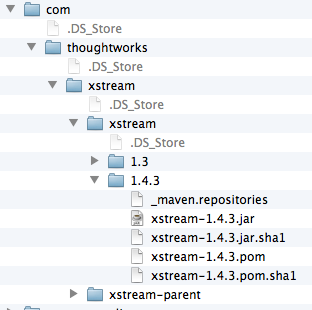 com
.DS_Store
thoughtworks
.DS_Store
xstream
.DS_Store
xstream
.DS_Store
1.3
1.4.3
_maven.repositories
xstream-1.4.3.jar
xstream-1.4.3.jar.sha1
xstream-1.4.3.pom
xstream-1.4.3.pom.sha1
xstream-parent